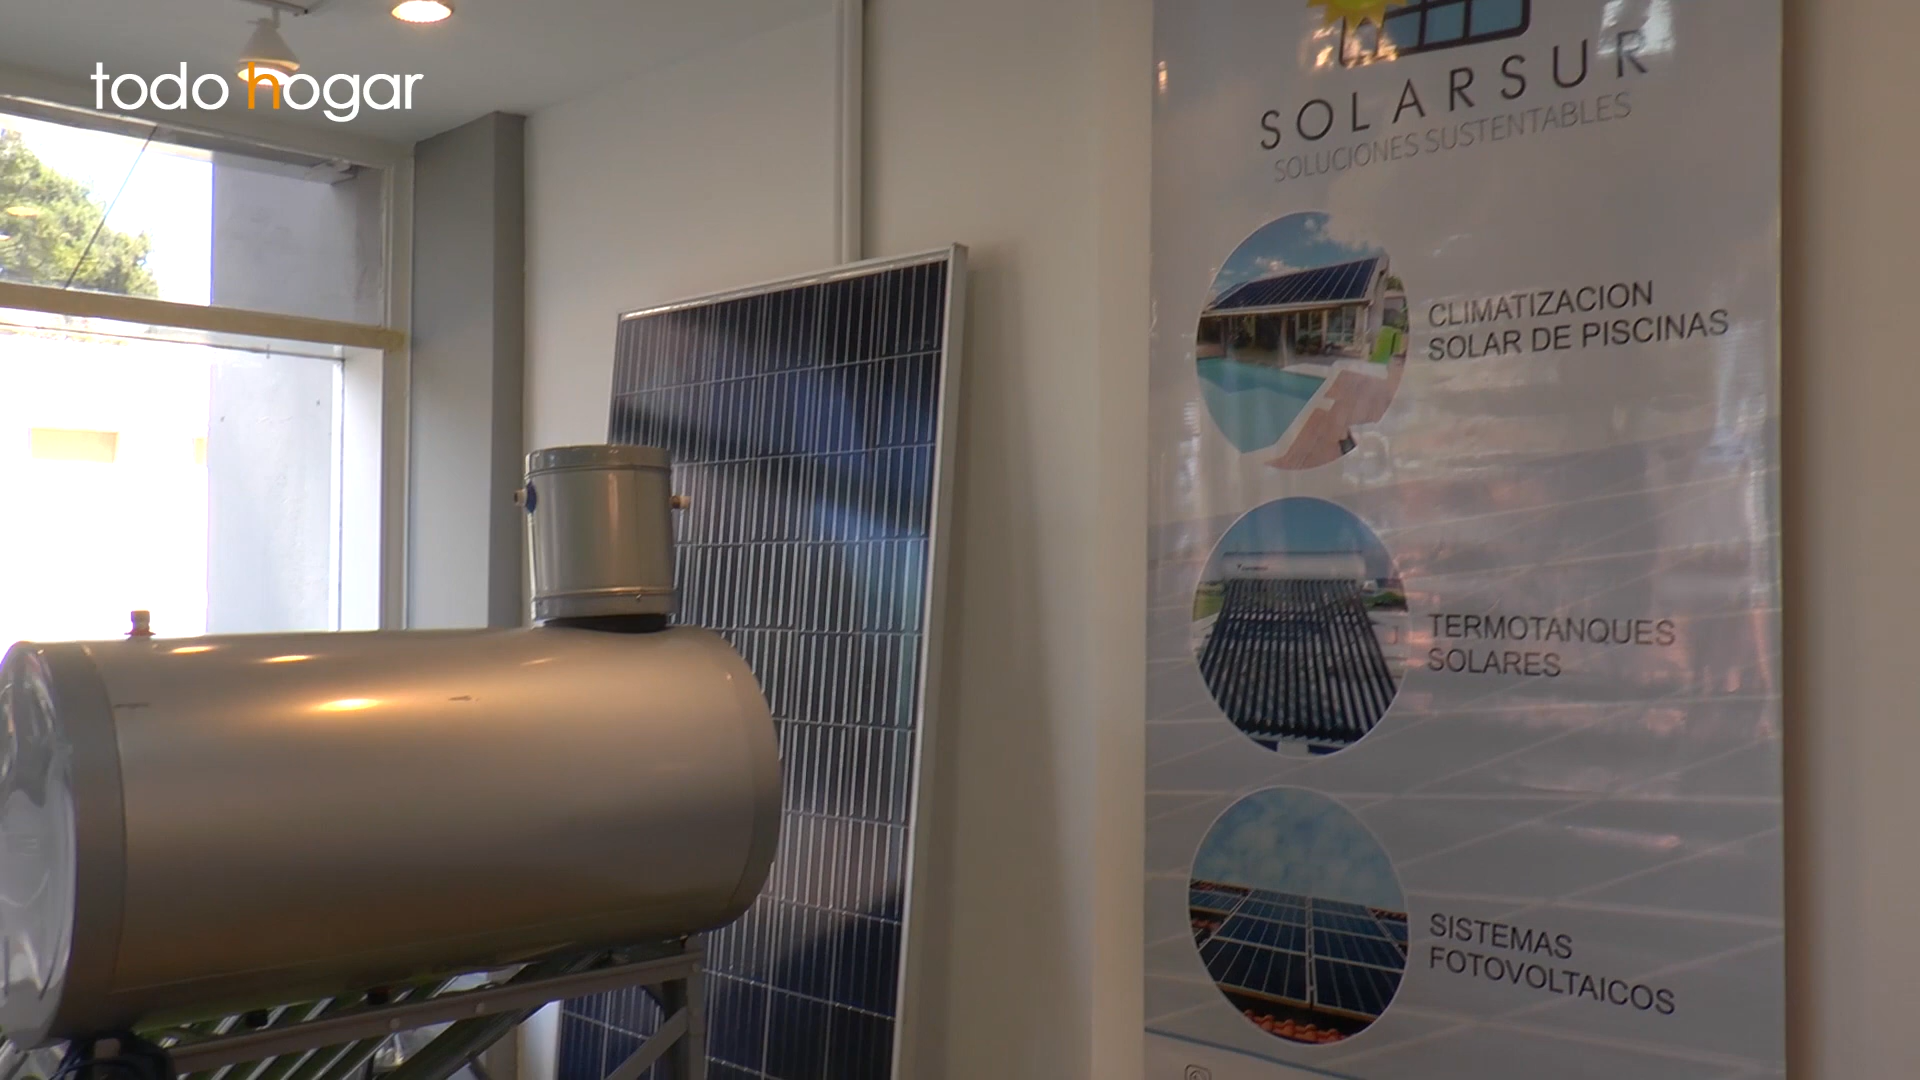 todo hogar
SOLARSUR
SOLUCIONES SUSTENTABLES
CLIMATIZACION
SOLAR DE PISCINAS
TERMOTANQUES
SOLARES
SISTEMAS
FOTOVOLTAICOS